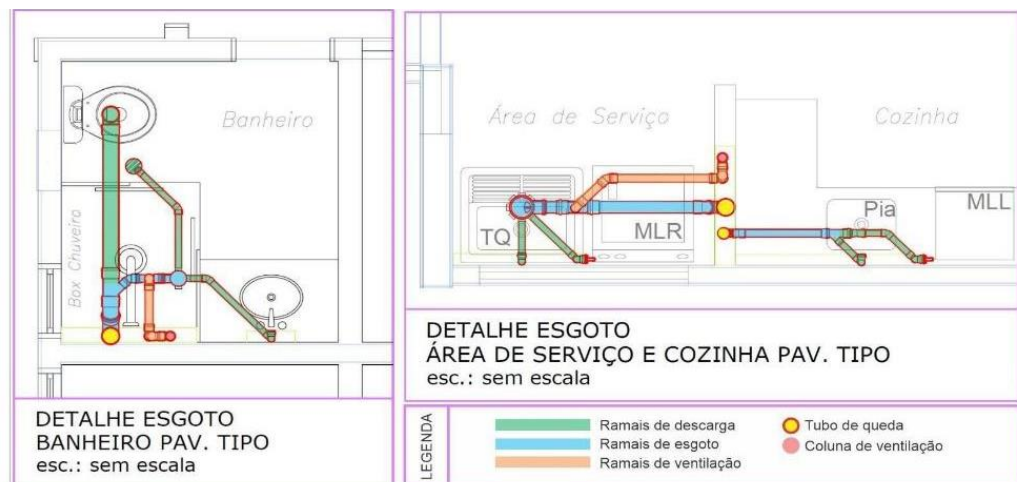 Banheiro
Box Chuveiro
DETALHE ESGOTO
BANHEIRO PAV. TIPO
esc.: sem escala
Área de Serviço
Cozinha
TQ
MLR
Pia
MLL
DETALHE ESGOTO
ÁREA DE SERVIÇO E COZINHA PAV. TIPO
esc.: sem escala
LEGENDA
Ramais de descarga
Ramais de esgoto
Ramais de ventilação
Tubo de queda
Coluna de ventilação